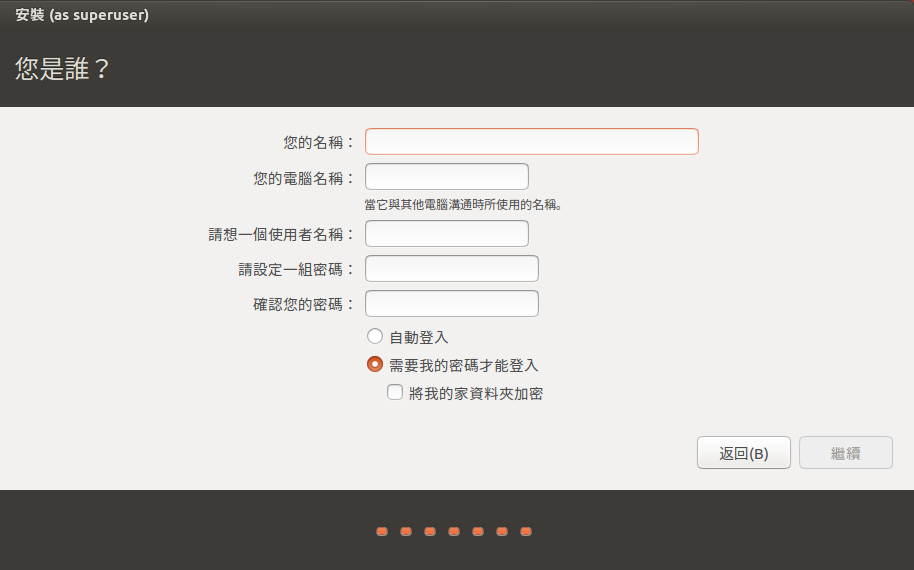 安裝 (as superuser)
您是誰？
您的名稱：
您的電腦名稱：
當它與其他電腦溝通時所使用的名稱。
請想一個使用者名稱：
請設定一組密碼：
確認您的密碼：
自動登入
需要我的密碼才能登入
將我的家資料夾加密
返回(B) 繼續